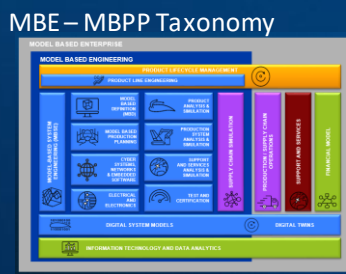 MBE – MBPP Taxonomy
MODEL BASED ENTERPRISE
MODEL BASED ENGINEERING
PRODUCT LIFECYCLE MANAGEMENT
PRODUCT LINE ENGINEERING
MODEL-BASED SYSTEM
ENGINEERING (MBSE)
MODEL
BASED
DEFINITION
(MBD)
PRODUCT
ANALYSIS &
SIMULATION
MODEL-BASED
PRODUCTION
PLANNING
PRODUCTION
SYSTEM
ANALYSIS &
SIMULATION
CYBER
SYSTEMS,
NETWORKS
& EMBEDDED
SOFTWARE
SUPPORT
AND SERVICES
ANALYSIS &
SIMULATION
ELECTRICAL
AND
ELECTRONICS
TEST AND
CERTIFICATION
SUPPLY CHAIN SIMULATION
PRODUCTION / SUPPLY CHAIN
OPERATIONS
SUPPORT AND SERVICES
FINANCIAL MODEL
DIGITAL SYSTEM MODELS
DIGITAL TWINS
INFORMATION TECHNOLOGY AND DATA ANALYTICS